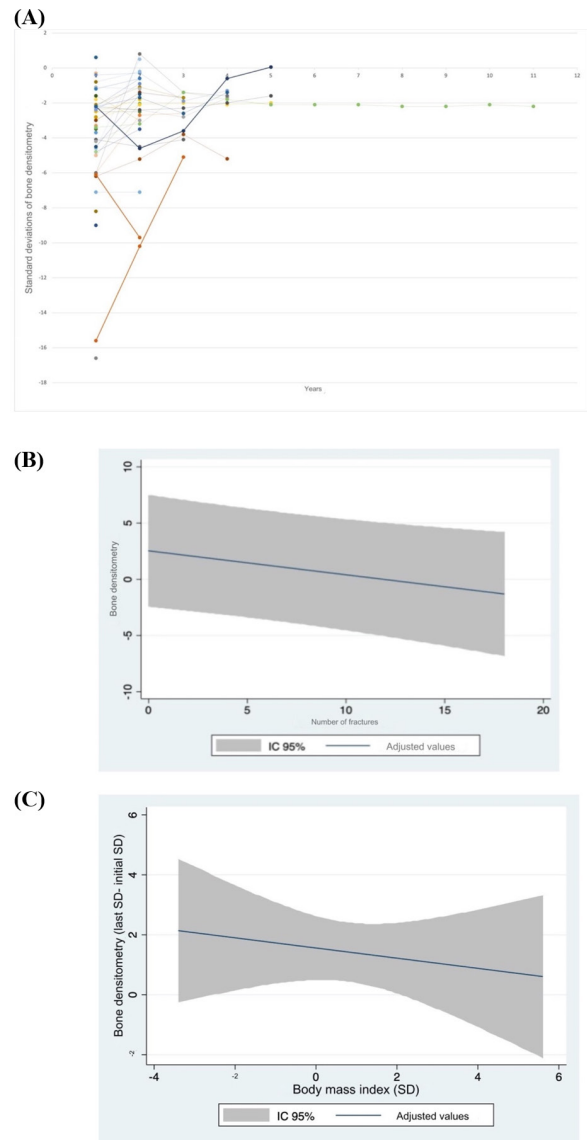 (A)
Standard deviations of bone densitometry
2
0
0 3 4 5 6 7 8 9 10 11 12
-2
-4
-6
-8
-10
-12
-14
-16
-18
Years
(B)
Bone densitometry
10
5
0
-5
-10
0 5 10 15 20
Number of fractures
IC 95% Adjusted values
(C)
Bone densitometry (last SD- initial SD)
6
4
2
0
-2
-4 -2 0 2 4 6
Body mass index (SD)
IC 95% Adjusted values